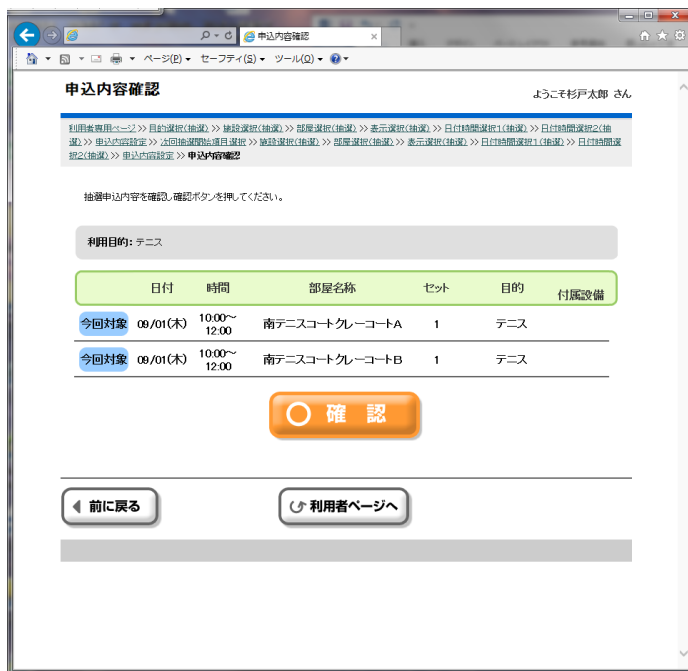 申込内容確認
ページ(P) セーフティ(S) ツール(O)
申込内容確認
ようこそ杉戸太郎 さん
利用者専用ページ >> 目的選択(抽選) >> 施設選択(抽選) >> 部屋選択(抽選) >> 表示選択(抽選) >> 日付時間選択1(抽選) >> 日付時間選択2(抽
選) >> 申込内容設定 >> 次回抽選開始項目選択 >> 施設選択(抽選) >> 部屋選択(抽選) >> 表示選択(抽選) >> 日付時間選択1(抽選) >> 日付時間選
択2(抽選) >> 申込内容設定 >> 申込内容確認
抽選申込内容を確認し確認ボタンを押してください。
利用目的: テニス
日付 時間 部屋名称 セット 目的 付属設備
今回対象 09/01(木) 10:00～ 南テニスコートクレーコートA 1 テニス
12:00
今回対象 09/01(木) 10:00～ 南テニスコートクレーコートB 1 テニス
12:00
確 認
前に戻る
利用者ページへ